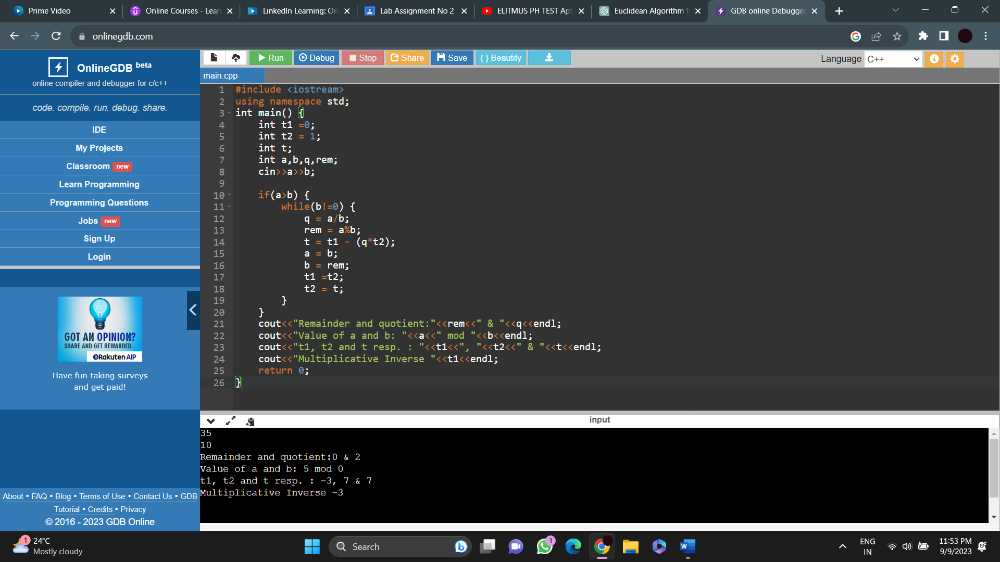 Prime Video
Online Courses - Lear
LinkedIn Learning: On
Lab Assignment No 2
ELITMUS PH TEST Apt
Euclidean Algorithm f
GDB online Debugger
onlinegdb.com
OnlineGDB beta
online compiler and debugger for c/c++
code. compile. run. debug. share.
IDE
My Projects
Classroom new
Learn Programming
Programming Questions
Jobs new
Sign Up
Login
idea
GOT AN OPINION?
SHARE AND GET REWARDED.
Rakuten AIP
Have fun taking surveys
and get paid!
About • FAQ • Blog • Terms of Use • Contact Us • GDB
Tutorial • Credits • Privacy
© 2016 - 2023 GDB Online
Run Debug Stop Share Save { } Beautify
Language C++
main.cpp
1 #include <iostream>
2 using namespace std;
3 int main() {
4 int t1 =0;
5 int t2 = 1;
6 int t;
7 int a,b,q,rem;
8 cin>>a>>b;
9
10 if(a>b) {
11 while(b!=0) {
12 q = a/b;
13 rem = a%b;
14 t = t1 - (q*t2);
15 a = b;
16 b = rem;
17 t1 =t2;
18 t2 = t;
19 }
20 }
21 cout<<"Remainder and quotient:"<<rem<<" & "<<q<<endl;
22 cout<<"Value of a and b: "<<a<<" mod "<<b<<endl;
23 cout<<"t1, t2 and t resp. : "<<t1<<", "<<t2<<" & "<<t<<endl;
24 cout<<"Multiplicative Inverse "<<t1<<endl;
25 return 0;
26 }
input
35
10
Remainder and quotient:0 & 2
Value of a and b: 5 mod 0
t1, t2 and t resp. : -3, 7 & 7
Multiplicative Inverse -3
1
24°C
Mostly cloudy
Search
1
ENG
IN
11:53 PM
9/9/2023